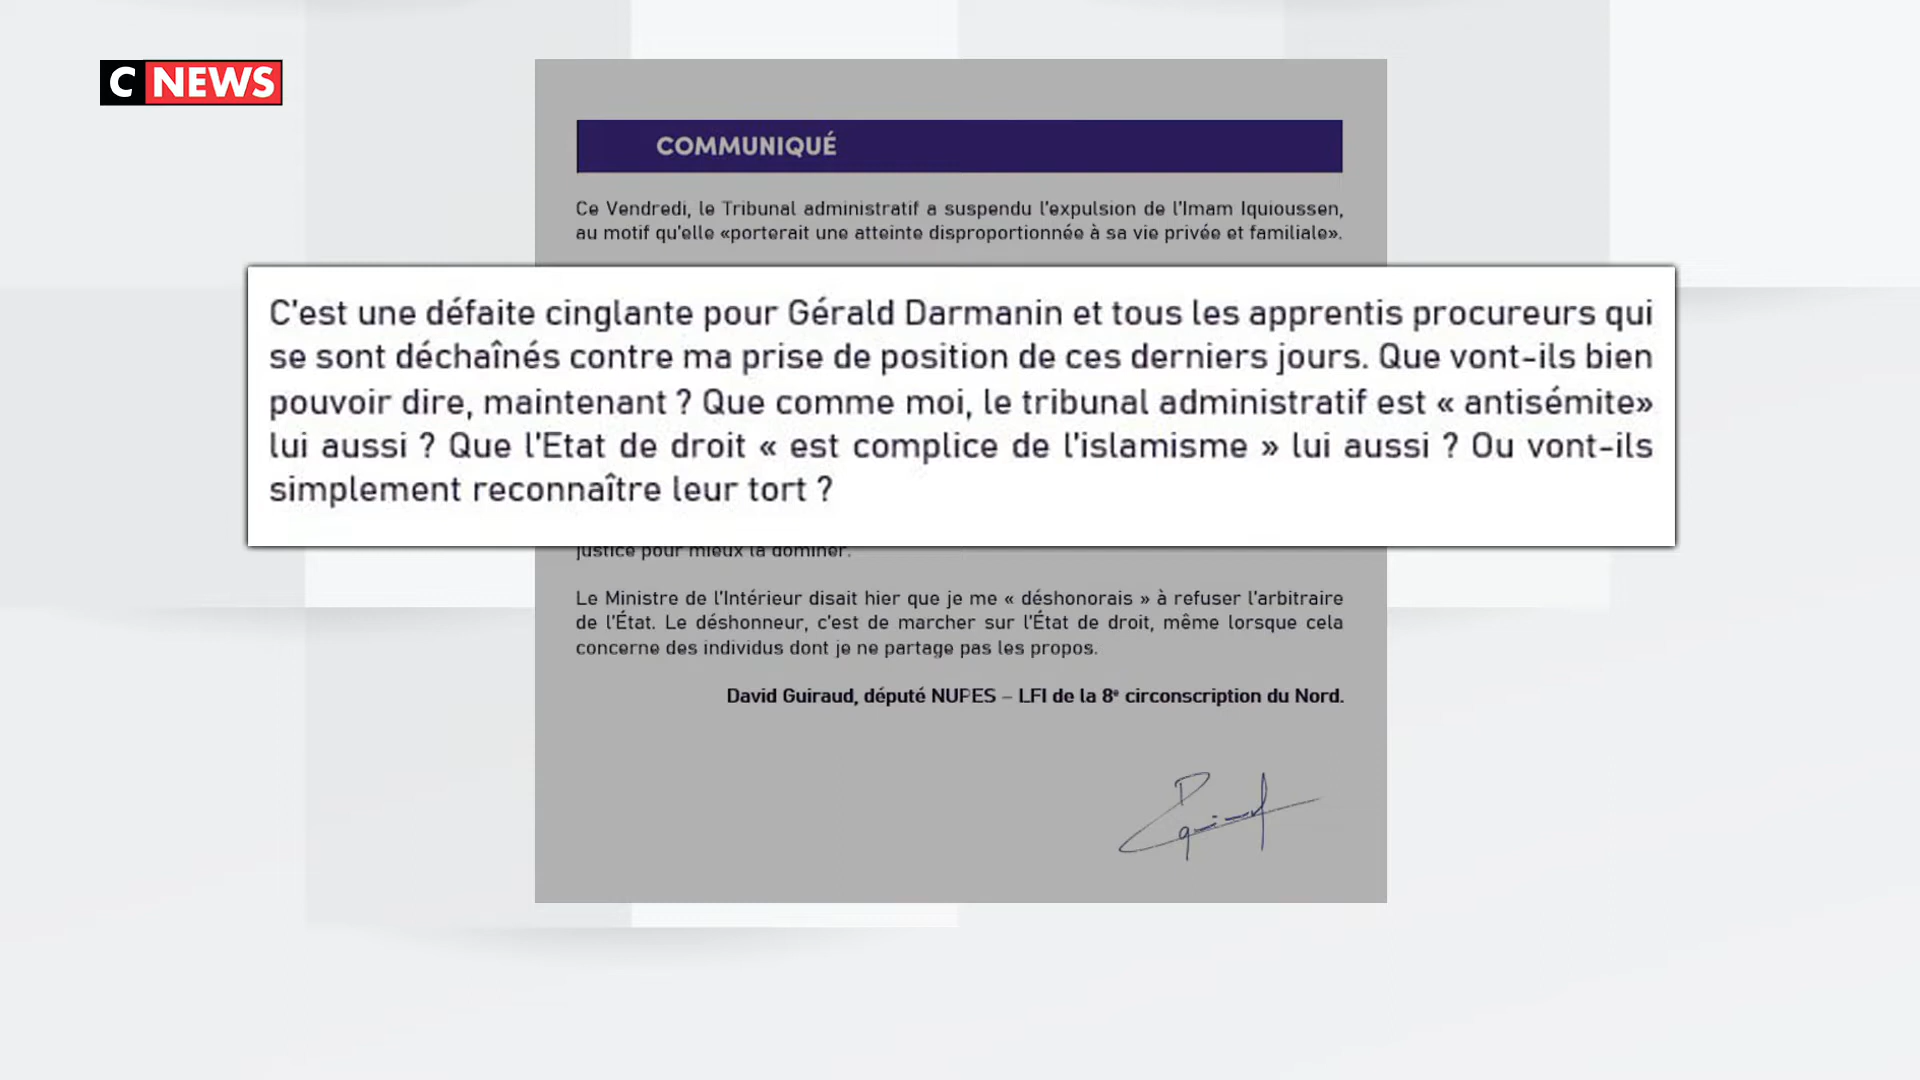 C NEWS
COMMUNIQUÉ
Ce Vendredi, le Tribunal administratif a suspendu l'expulsion de l'Imam Iquioussen,
au motif qu'elle «porterait une atteinte disproportionnée à sa vie privée et familiale».
C'est une défaite cinglante pour Gérald Darmanin et tous les apprentis procureurs qui
se sont déchaînés contre ma prise de position de ces derniers jours. Que vont-ils bien
pouvoir dire, maintenant ? Que comme moi, le tribunal administratif est « antisémite»
lui aussi ? Que l'Etat de droit « est complice de l'islamisme » lui aussi ? Ou vont-ils
simplement reconnaître leur tort ?
justice pour mieux la dominer.
Le Ministre de l'Intérieur disait hier que je me « déshonorais » à refuser l'arbitraire
de l'État. Le déshonneur, c'est de marcher sur l'État de droit, même lorsque cela
concerne des individus dont je ne partage pas les propos.
David Guiraud, député NUPES – LFI de la 8e circonscription du Nord.
D
guiraud